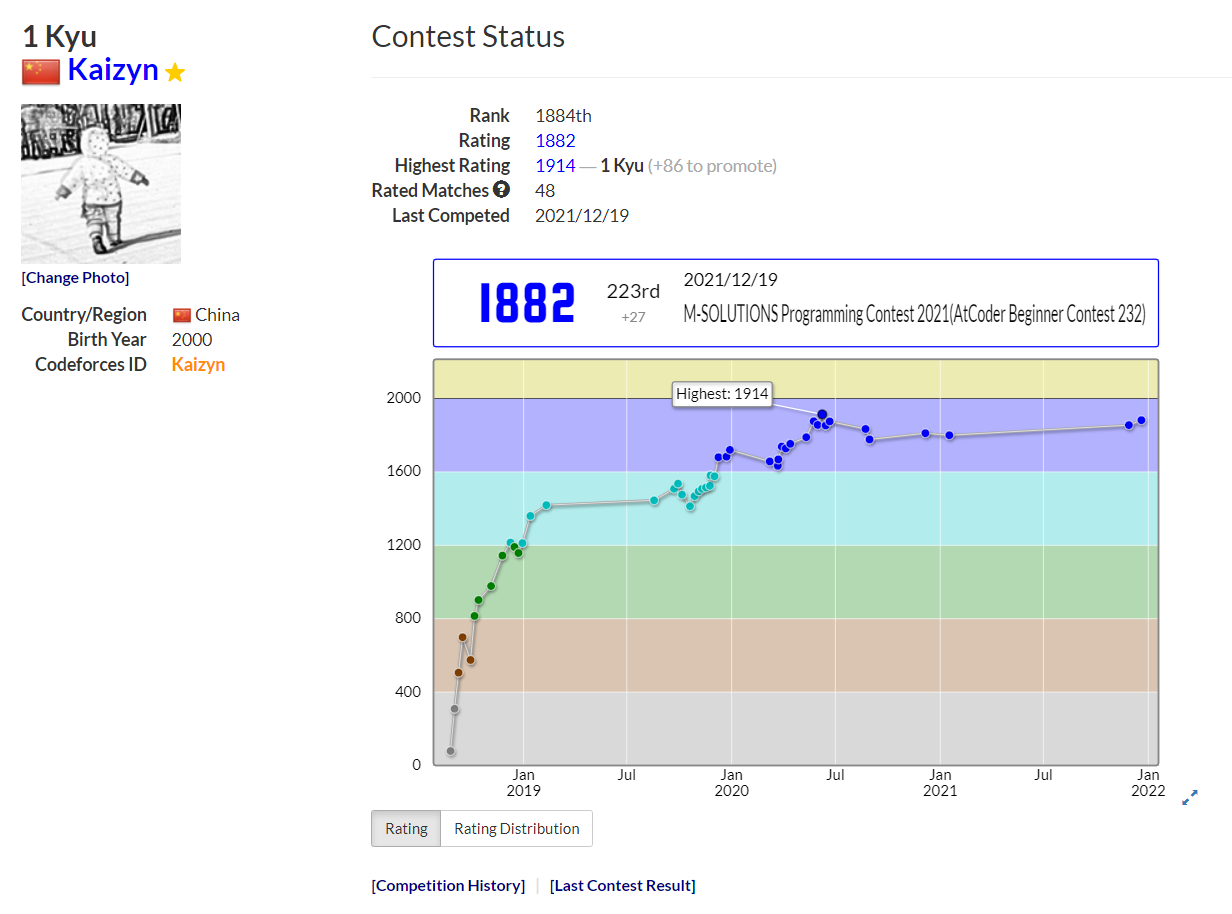 1 Kyu
Kaizyn
[Change Photo]
Country/Region China
Birth Year 2000
Codeforces ID Kaizyn
Contest Status
Rank 1884th
Rating 1882
Highest Rating 1914 — 1 Kyu (+86 to promote)
Rated Matches ? 48
Last Competed 2021/12/19
1882 223rd +27 2021/12/19
M-SOLUTIONS Programming Contest 2021(AtCoder Beginner Contest 232)
Highest: 1914
2000
1600
1200
800
400
0
Jan Jul Jan Jul Jan Jul Jan
2019 2020 2021 2022
Rating Rating Distribution
[Competition History] | [Last Contest Result]